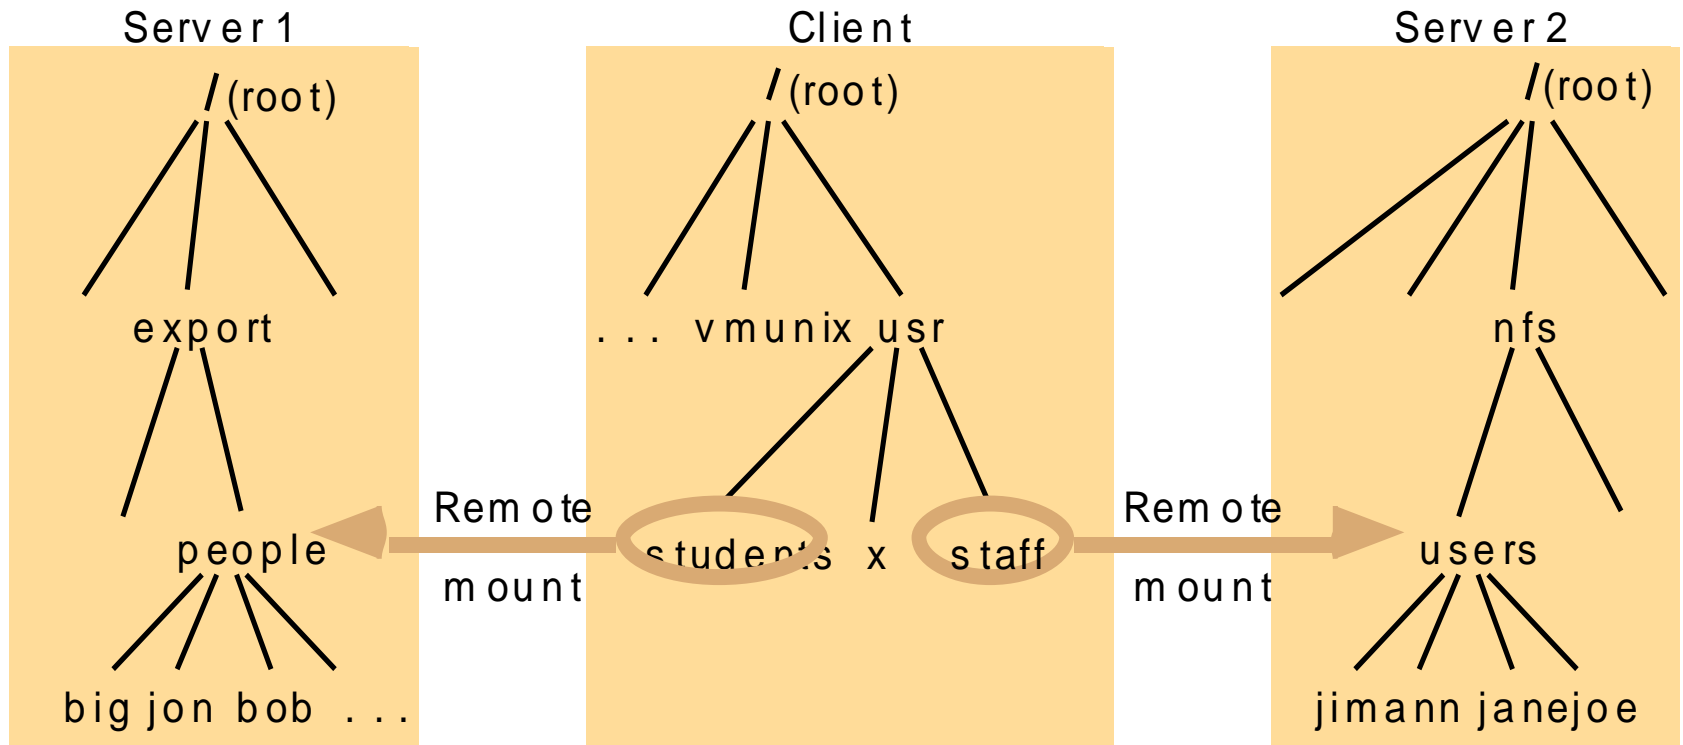 Server 1 Client Server 2
/ (root) / (root) / (root)
export ... vmunix usr nfs
Remote Remote
people students x staff users
mount mount
big jon bob ... jim ann jane joe